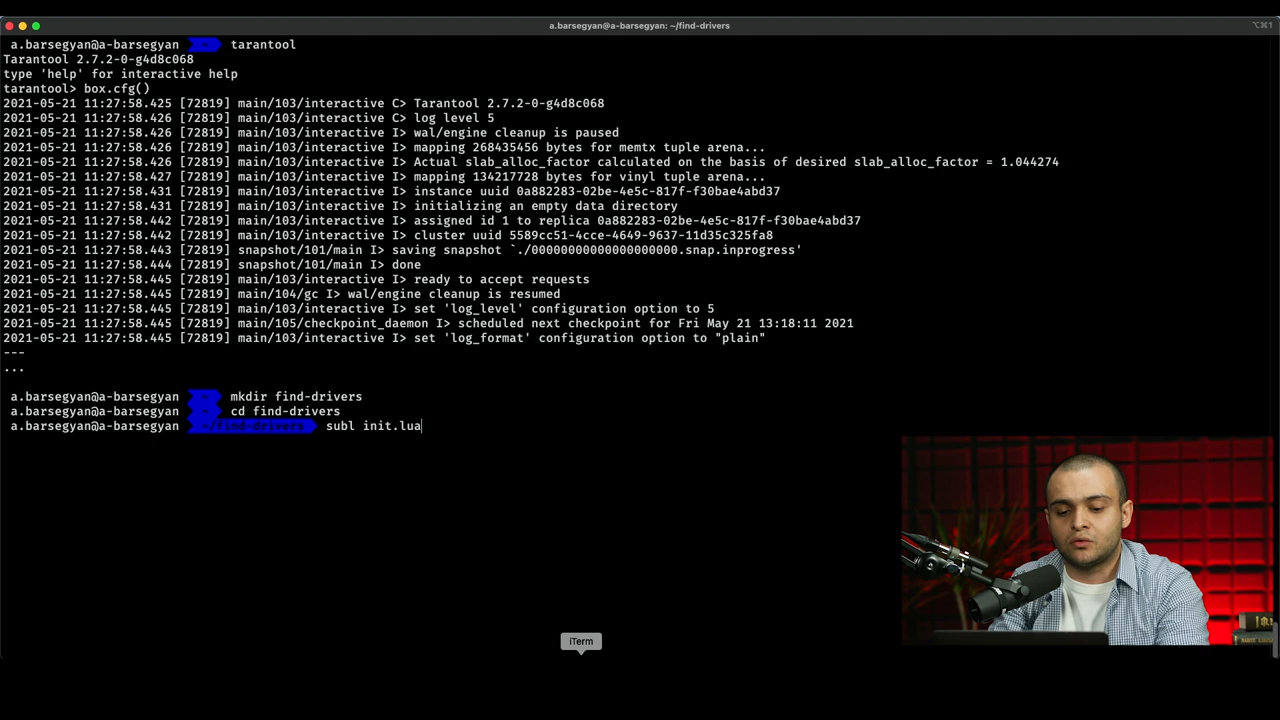 a.barsegyan@a-barsegyan: ~/find-drivers
⌥⌘1
a.barsegyan@a-barsegyan ~ tarantool
Tarantool 2.7.2-0-g4d8c068
type 'help' for interactive help
tarantool> box.cfg()
2021-05-21 11:27:58.425 [72819] main/103/interactive C> Tarantool 2.7.2-0-g4d8c068
2021-05-21 11:27:58.426 [72819] main/103/interactive C> log level 5
2021-05-21 11:27:58.426 [72819] main/103/interactive I> wal/engine cleanup is paused
2021-05-21 11:27:58.426 [72819] main/103/interactive I> mapping 268435456 bytes for memtx tuple arena...
2021-05-21 11:27:58.426 [72819] main/103/interactive I> Actual slab_alloc_factor calculated on the basis of desired slab_alloc_factor = 1.044274
2021-05-21 11:27:58.427 [72819] main/103/interactive I> mapping 134217728 bytes for vinyl tuple arena...
2021-05-21 11:27:58.431 [72819] main/103/interactive I> instance uuid 0a882283-02be-4e5c-817f-f30bae4abd37
2021-05-21 11:27:58.431 [72819] main/103/interactive I> initializing an empty data directory
2021-05-21 11:27:58.442 [72819] main/103/interactive I> assigned id 1 to replica 0a882283-02be-4e5c-817f-f30bae4abd37
2021-05-21 11:27:58.442 [72819] main/103/interactive I> cluster uuid 5589cc51-4cce-4649-9637-11d35c325fa8
2021-05-21 11:27:58.443 [72819] snapshot/101/main I> saving snapshot `./00000000000000000000.snap.inprogress'
2021-05-21 11:27:58.444 [72819] snapshot/101/main I> done
2021-05-21 11:27:58.445 [72819] main/103/interactive I> ready to accept requests
2021-05-21 11:27:58.445 [72819] main/104/gc I> wal/engine cleanup is resumed
2021-05-21 11:27:58.445 [72819] main/103/interactive I> set 'log_level' configuration option to 5
2021-05-21 11:27:58.445 [72819] main/105/checkpoint_daemon I> scheduled next checkpoint for Fri May 21 13:18:11 2021
2021-05-21 11:27:58.445 [72819] main/103/interactive I> set 'log_format' configuration option to "plain"
---
...
a.barsegyan@a-barsegyan ~ mkdir find-drivers
a.barsegyan@a-barsegyan ~ cd find-drivers
a.barsegyan@a-barsegyan ~/find-drivers subl init.lua
iTerm